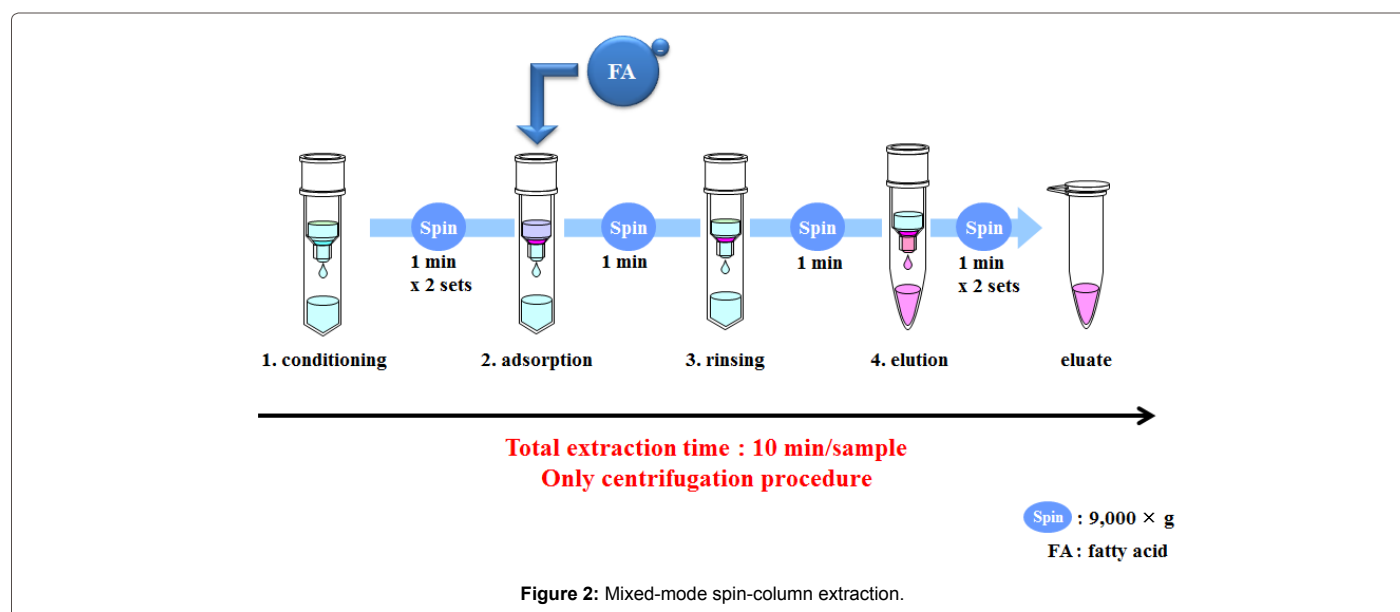 FA
-
Spin
Spin
Spin
Spin
1 min
x 2 sets
1 min
1 min
1 min
x 2 sets
1. conditioning
2. adsorption
3. rinsing
4. elution
eluate
Total extraction time : 10 min/sample
Only centrifugation procedure
Spin : 9,000 × g
FA : fatty acid
Figure 2: Mixed-mode spin-column extraction.